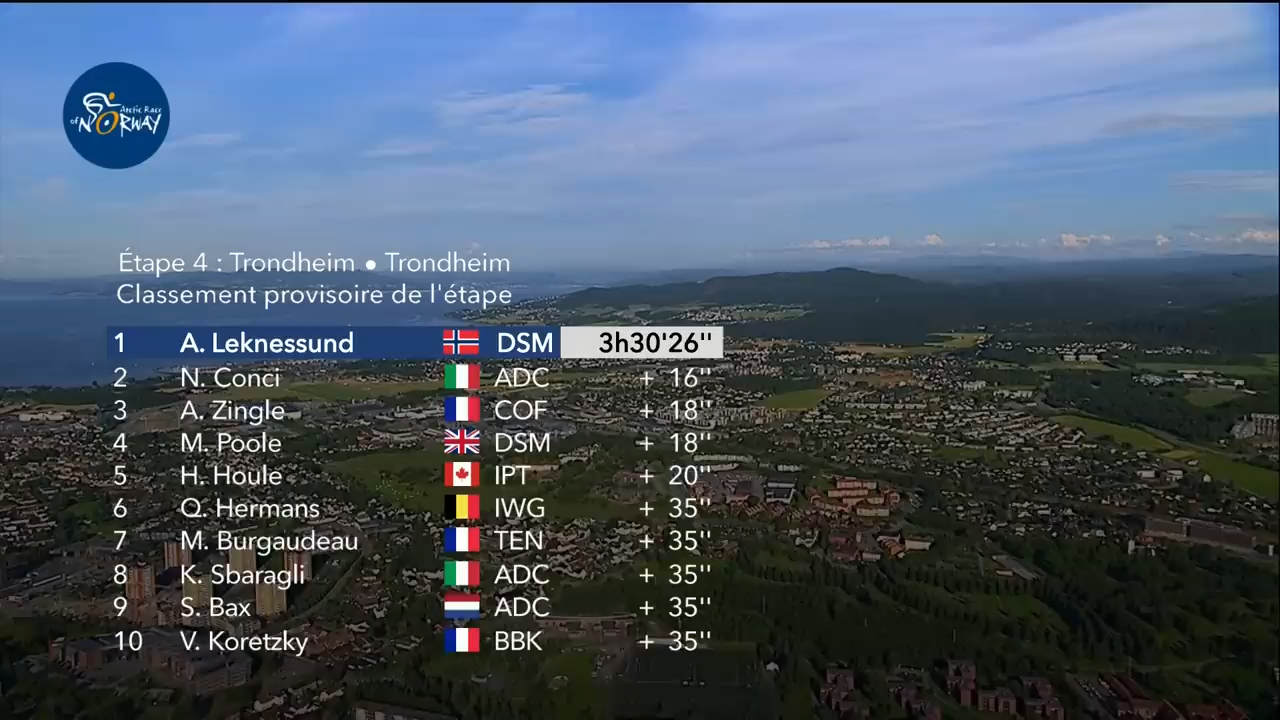 Arctic Race
of NORWAY
Étape 4 : Trondheim • Trondheim
Classement provisoire de l'étape
1 A. Leknessund DSM 3h30'26''
2 N. Conci ADC + 16''
3 A. Zingle COF + 18''
4 M. Poole DSM + 18''
5 H. Houle IPT + 20''
6 Q. Hermans IWG + 35''
7 M. Burgaudeau TEN + 35''
8 K. Sbaragli ADC + 35''
9 S. Bax ADC + 35''
10 V. Koretzky BBK + 35''